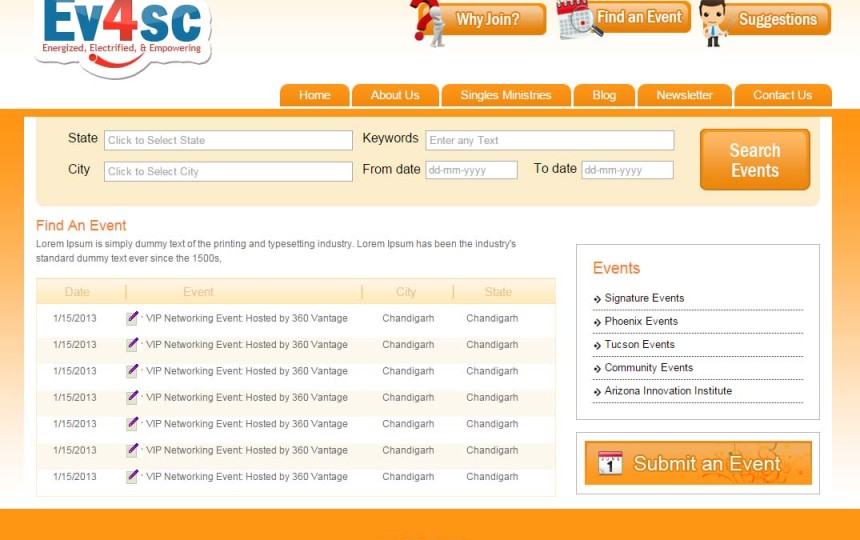 Ev4sc
Energized, Electrified, & Empowering
Why Join?
Find an Event
Suggestions
Home
About Us
Singles Ministries
Blog
Newsletter
Contact Us
State
Click to Select State
Keywords
Enter any Text
City
Click to Select City
From date
dd-mm-yyyy
To date
dd-mm-yyyy
Search
Events
Find An Event
Lorem Ipsum is simply dummy text of the printing and typesetting industry. Lorem Ipsum has been the industry's
standard dummy text ever since the 1500s,
Date | Event | City | State
1/15/2013 VIP Networking Event: Hosted by 360 Vantage Chandigarh Chandigarh
1/15/2013 VIP Networking Event: Hosted by 360 Vantage Chandigarh Chandigarh
1/15/2013 VIP Networking Event: Hosted by 360 Vantage Chandigarh Chandigarh
1/15/2013 VIP Networking Event: Hosted by 360 Vantage Chandigarh Chandigarh
1/15/2013 VIP Networking Event: Hosted by 360 Vantage Chandigarh Chandigarh
1/15/2013 VIP Networking Event: Hosted by 360 Vantage Chandigarh Chandigarh
1/15/2013 VIP Networking Event: Hosted by 360 Vantage Chandigarh Chandigarh
Events
Signature Events
Phoenix Events
Tucson Events
Community Events
Arizona Innovation Institute
1
Submit an Event